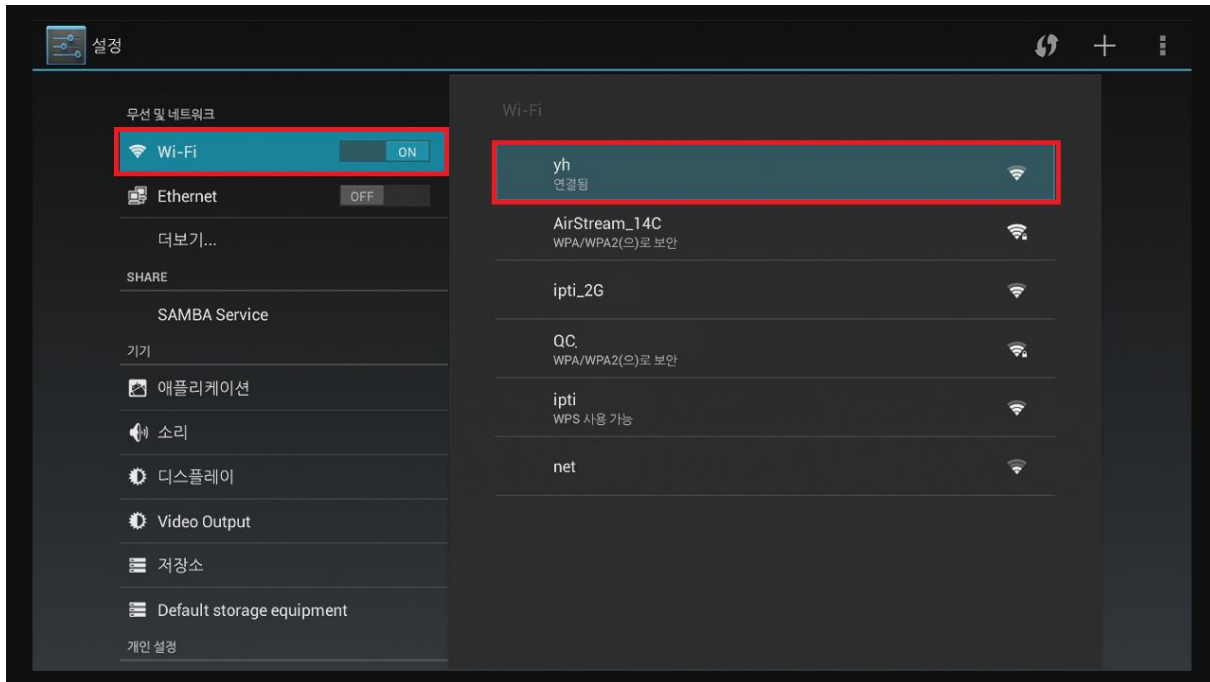 설정
무선 및 네트워크
Wi-Fi ON
Ethernet OFF
더보기...
SHARE
SAMBA Service
기기
애플리케이션
소리
디스플레이
Video Output
저장소
Default storage equipment
개인 설정
Wi-Fi
yh
연결됨
AirStream_14C
WPA/WPA2(으)로 보안
ipti_2G
QC.
WPA/WPA2(으)로 보안
ipti
WPS 사용 가능
net